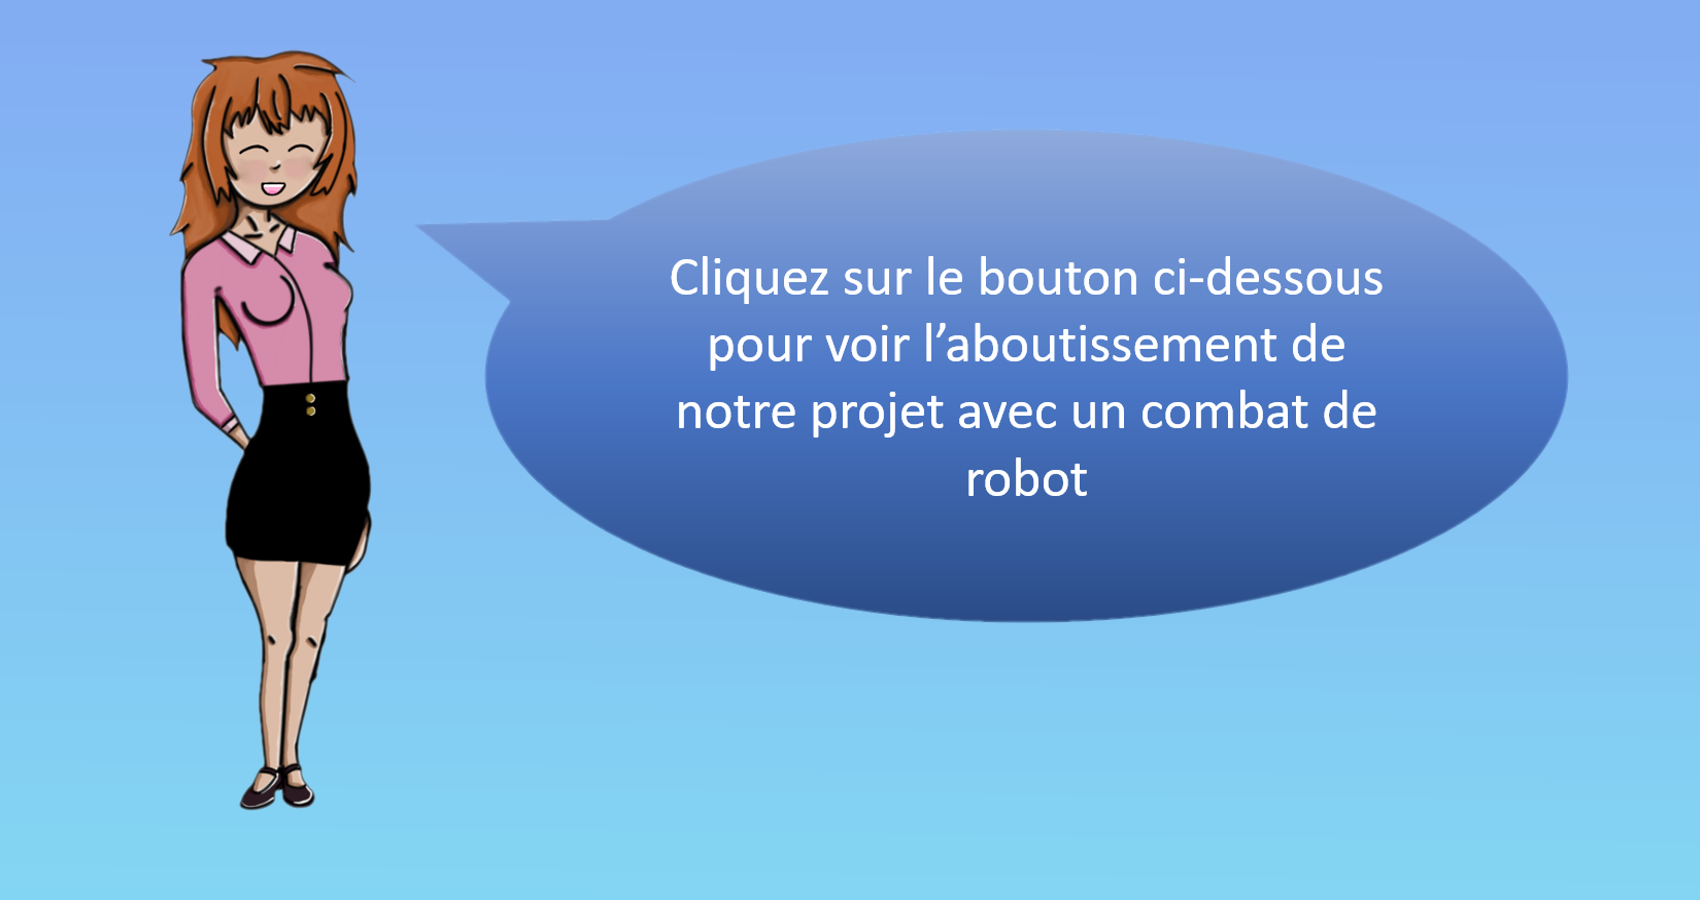 Cliquez sur le bouton ci-dessous
pour voir l’aboutissement de
notre projet avec un combat de
robot